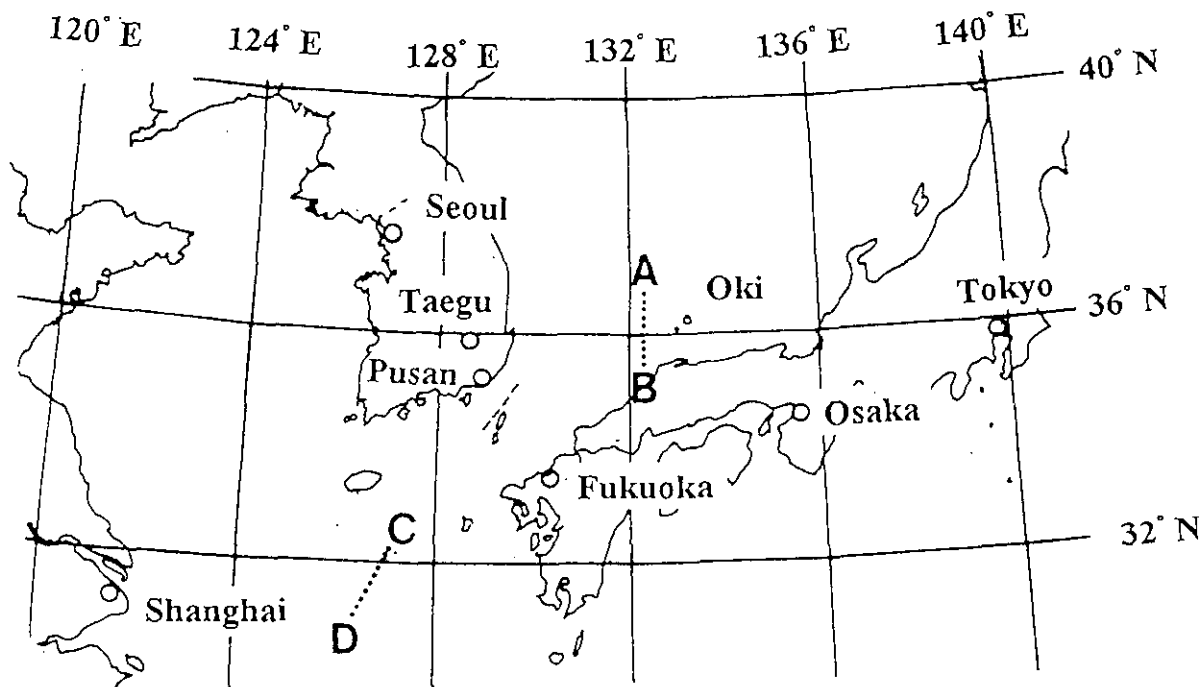 120° E 124° E 128° E 132° E 136° E 140° E
40° N
Seoul
A
Oki
Tokyo
36° N
Taegu
Pusan
B
Osaka
Fukuoka
C
32° N
Shanghai
D